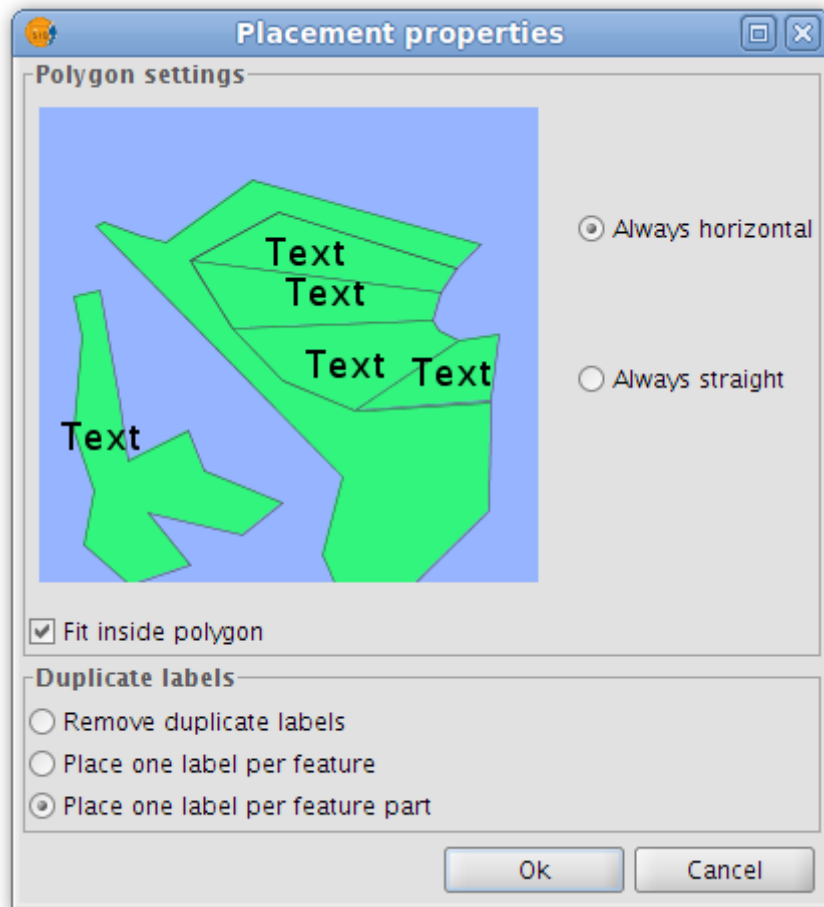 Placement properties
Polygon settings
Text
Text
Text
Text
Text
Always horizontal
Always straight
Fit inside polygon
Duplicate labels
Remove duplicate labels
Place one label per feature
Place one label per feature part
Ok
Cancel